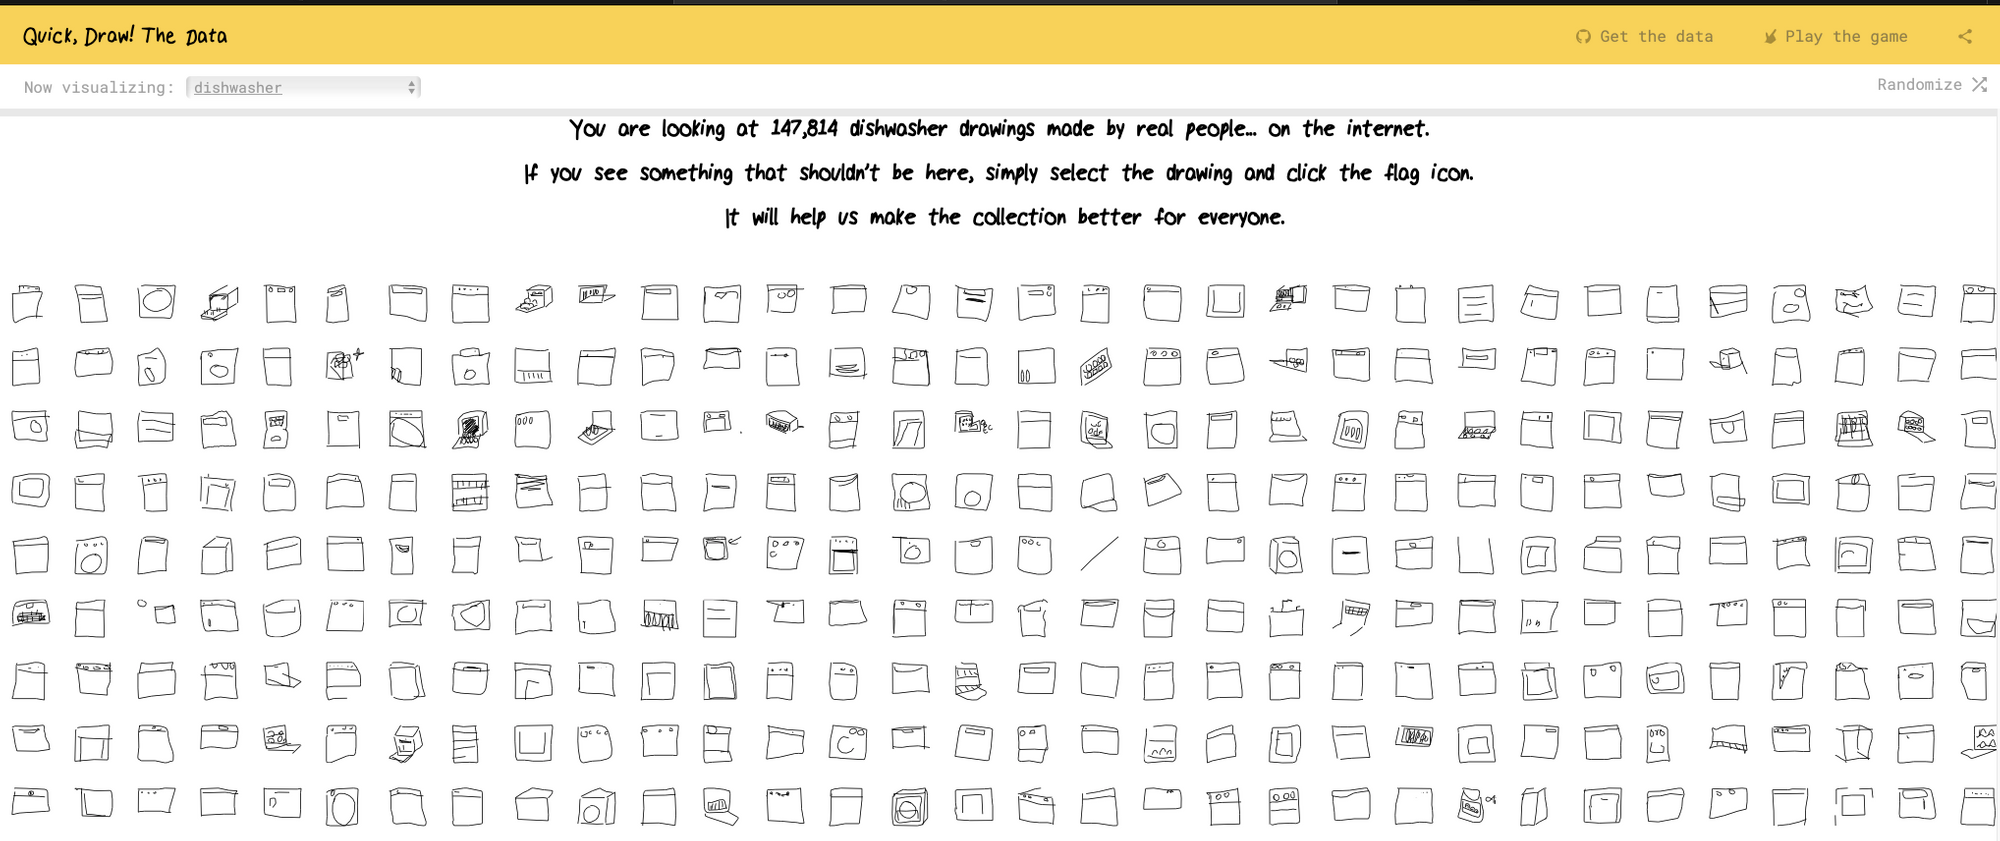 Quick, Draw! The Data
Get the data
Play the game
Now visualizing: dishwasher
Randomize
You are looking at 147,814 dishwasher drawings made by real people... on the internet.
If you see something that shouldn't be here, simply select the drawing and click the flag icon.
It will help us make the collection better for everyone.